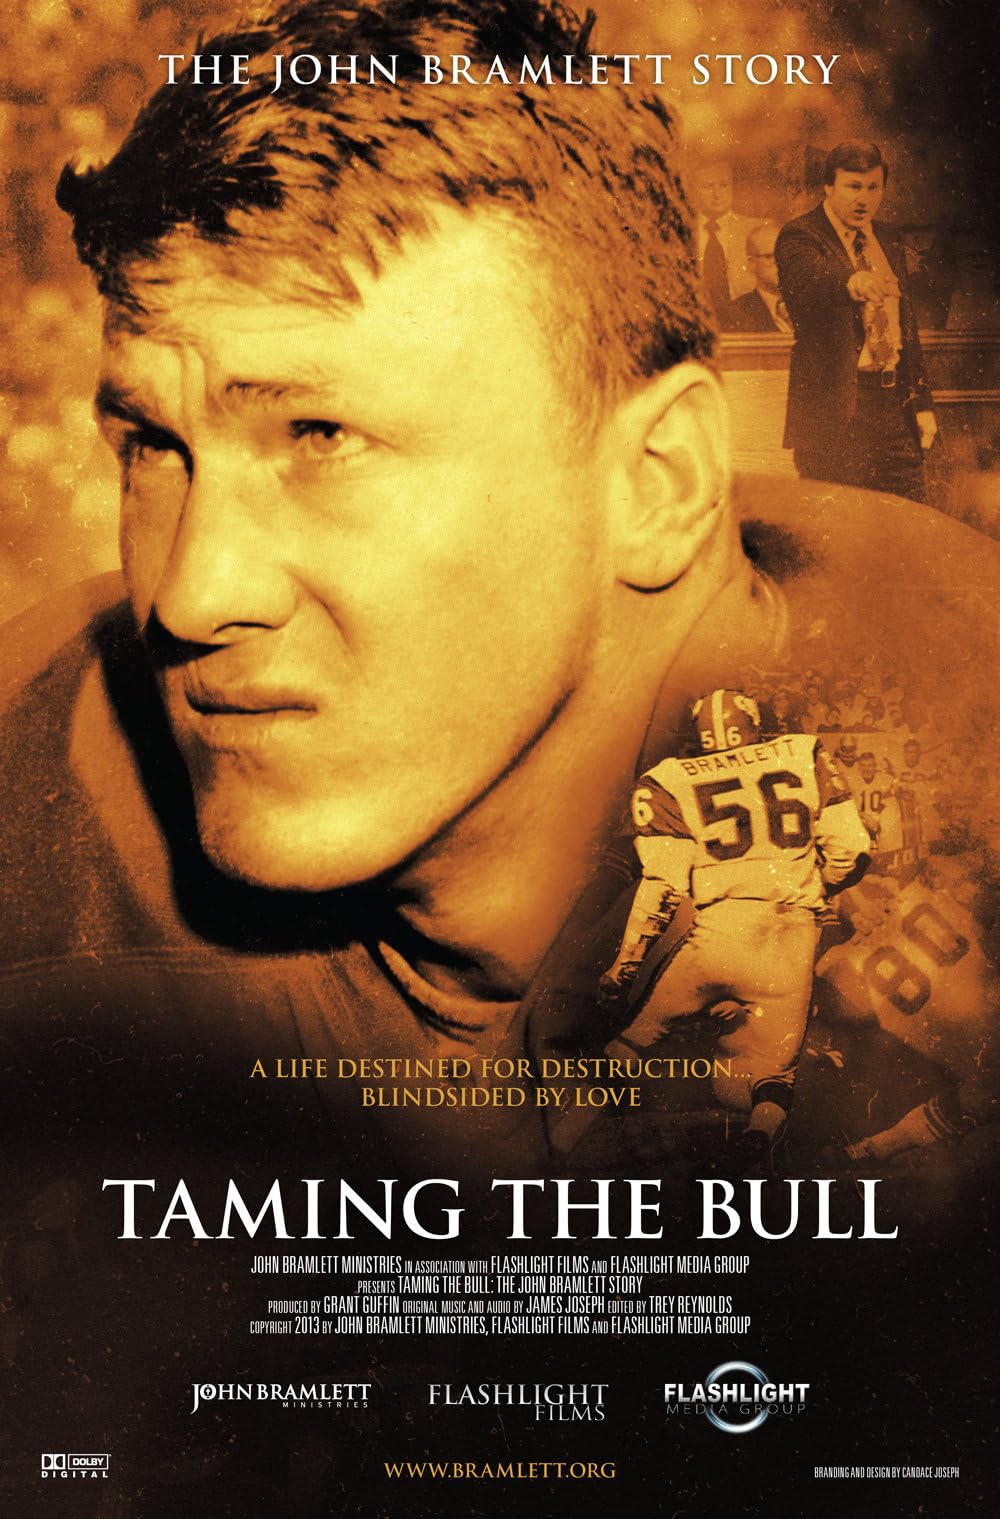 THE JOHN BRAMLETT STORY
56
BRAMLETT
6
56
10
80
A LIFE DESTINED FOR DESTRUCTION...
BLINDSIDED BY LOVE
TAMING THE BULL
JOHN BRAMLETT MINISTRIES IN ASSOCIATION WITH FLASHLIGHT FILMS AND FLASHLIGHT MEDIA GROUP
PRESENTS TAMING THE BULL: THE JOHN BRAMLETT STORY
PRODUCED BY GRANT GUFFIN ORIGINAL MUSIC AND AUDIO BY JAMES JOSEPH EDITED BY TREY REYNOLDS
COPYRIGHT 2013 BY JOHN BRAMLETT MINISTRIES, FLASHLIGHT FILMS AND FLASHLIGHT MEDIA GROUP
JOHN BRAMLETT
MINISTRIES
FLASHLIGHT
FILMS
FLASHLIGHT
MEDIA GROUP
DOLBY
DIGITAL
WWW.BRAMLETT.ORG
BRANDING AND DESIGN BY CANDACE JOSEPH